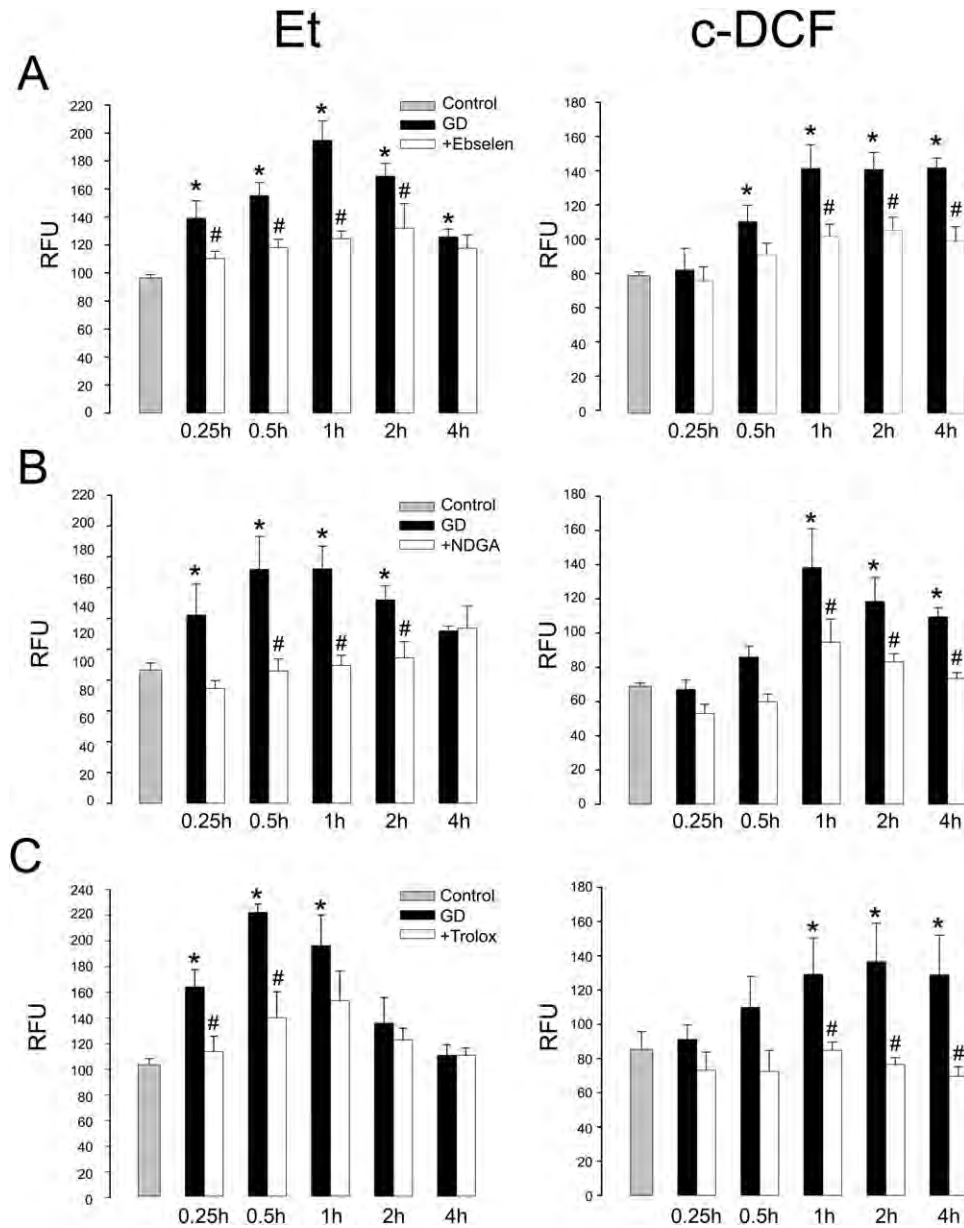 Et
c-DCF
A
220
200
180
160
140
120
100
80
60
40
20
0
RFU
Control
GD
+Ebselen
* * * * *
# # # #
0.25h 0.5h 1h 2h 4h
180
160
140
120
100
80
60
40
20
0
RFU
* * * *
# # #
0.25h 0.5h 1h 2h 4h
B
220
200
180
160
140
120
100
80
60
40
20
0
RFU
Control
GD
+NDGA
* * * *
# # #
0.25h 0.5h 1h 2h 4h
180
160
140
120
100
80
60
40
20
0
RFU
* * *
# # #
0.25h 0.5h 1h 2h 4h
C
240
220
200
180
160
140
120
100
80
60
40
20
0
RFU
Control
GD
+Trolox
* * *
# #
0.25h 0.5h 1h 2h 4h
180
160
140
120
100
80
60
40
20
0
RFU
* * *
# # #
0.25h 0.5h 1h 2h 4h